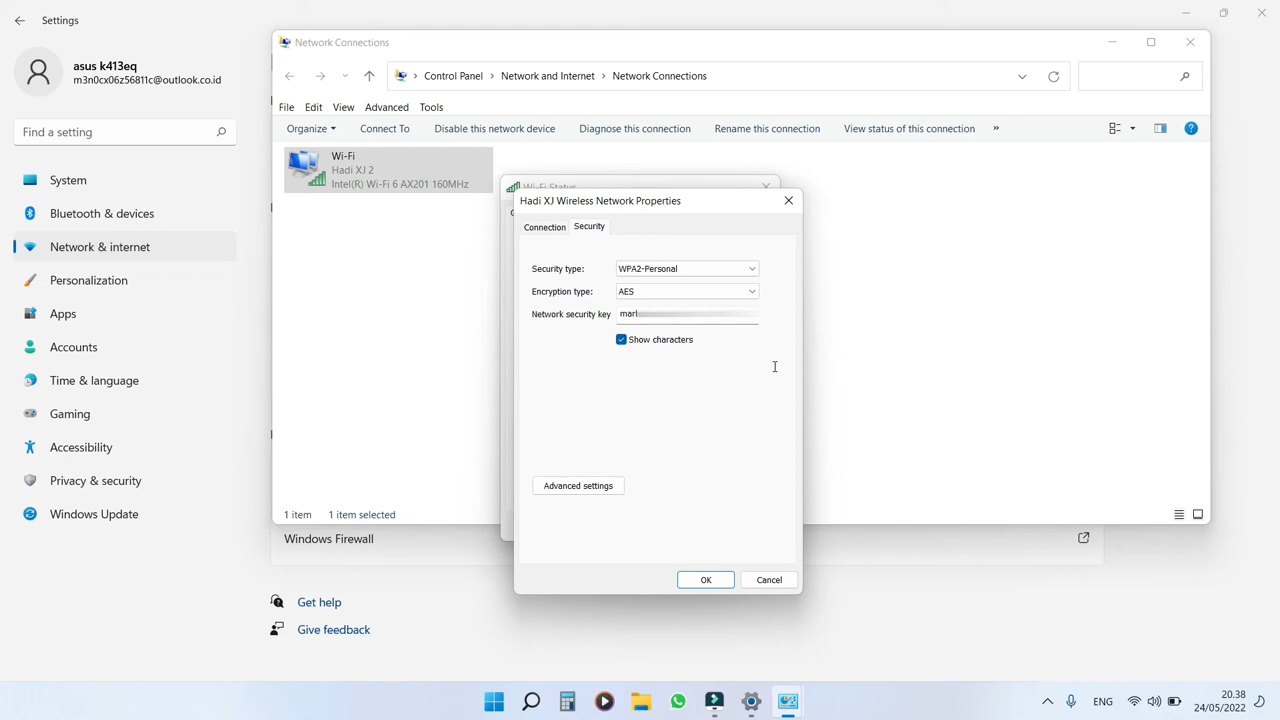 Settings
asus k413eq
m3n0cx06z56811c@outlook.co.id
Find a setting
System
Bluetooth & devices
Network & internet
Personalization
Apps
Accounts
Time & language
Gaming
Accessibility
Privacy & security
Windows Update
Network Connections
Control Panel > Network and Internet > Network Connections
File Edit View Advanced Tools
Organize Connect To Disable this network device Diagnose this connection Rename this connection View status of this connection »
Wi-Fi
Hadi XJ 2
Intel(R) Wi-Fi 6 AX201 160MHz
Wi-Fi Status
Hadi XJ Wireless Network Properties
Connection Security
Security type: WPA2-Personal
Encryption type: AES
Network security key marl
Show characters
Advanced settings
OK Cancel
1 item 1 item selected
Windows Firewall
Get help
Give feedback
ENG
20.38
24/05/2022